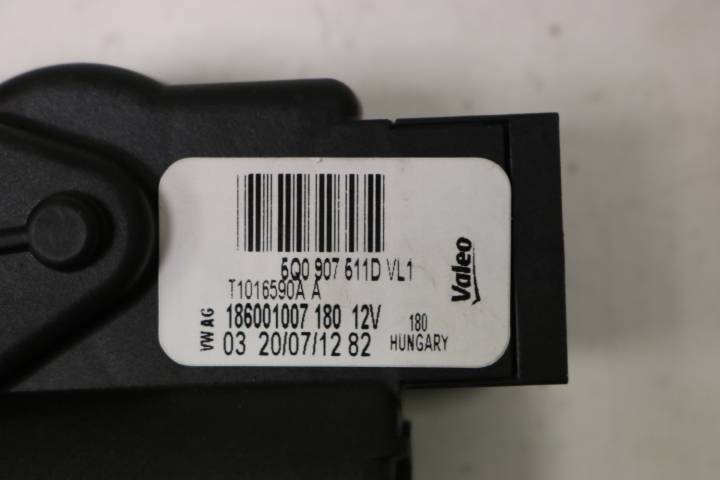 5Q0 907 511D VL1
T1016590A A
VW AG
186001007 180 12V
03 20/07/12 82
180
HUNGARY
Valeo